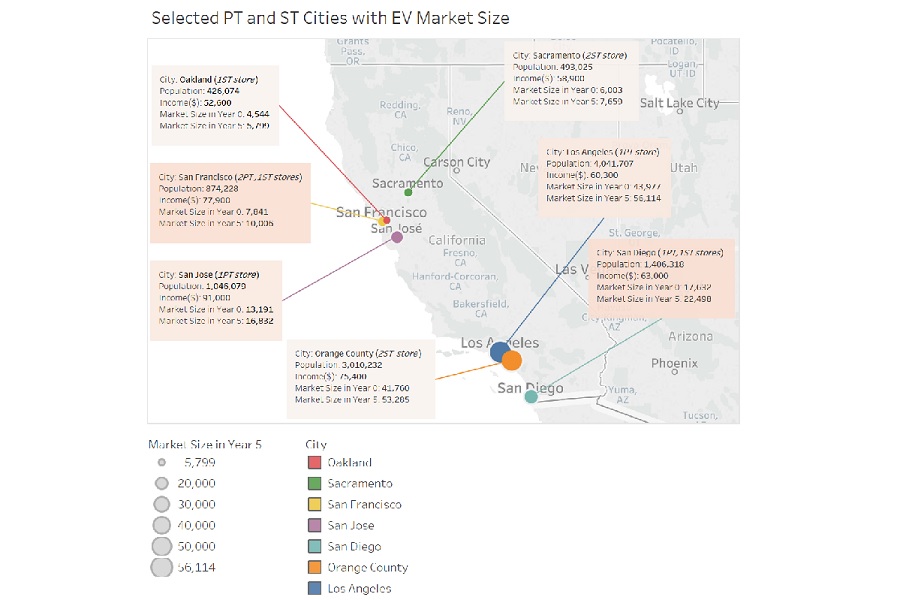 Selected PT and ST Cities with EV Market Size
Grants
Pass,
OR
Pocatello,
ID
Logan,
UT-ID
Salt Lake City
City: Sacramento (2ST store)
Population: 493,025
Income($): 58,900
Market Size in Year 0: 6,003
Market Size in Year 5: 7,659
City: Oakland (1ST store)
Population: 426,074
Income($): 52,600
Market Size in Year 0: 4,544
Market Size in Year 5: 5,799
Redding,
CA
Reno,
NV
Chico,
CA
Carson City
Ne
Utah
City: Los Angeles (1PT store)
Population: 4,041,707
Income($): 60,300
Market Size in Year 0: 43,977
Market Size in Year 5: 56,114
City: San Francisco (2PT, 1ST stores)
Population: 874,228
Income($): 77,900
Market Size in Year 0: 7,841
Market Size in Year 5: 10,006
Sacramento
San Francisco
San José
California
Fresno,
CA
St. George,
Las V
City: San Diego (1PT, 1ST stores)
Population: 1,406,318
Income($): 63,000
Market Size in Year 0: 17,632
Market Size in Year 5: 22,498
City: San Jose (1PT store)
Population: 1,046,079
Income($): 91,000
Market Size in Year 0: 13,191
Market Size in Year 5: 16,832
Hanford-Corcoran,
CA
Bakersfield,
CA
AZ
Arizona
Los Angeles
Phoenix
City: Orange County (2ST store)
Population: 3,010,232
Income($): 75,400
Market Size in Year 0: 41,760
Market Size in Year 5: 53,285
San Diego
Yuma,
AZ
Tucson,
Market Size in Year 5
5,799
20,000
30,000
40,000
50,000
56,114
City
Oakland
Sacramento
San Francisco
San Jose
San Diego
Orange County
Los Angeles